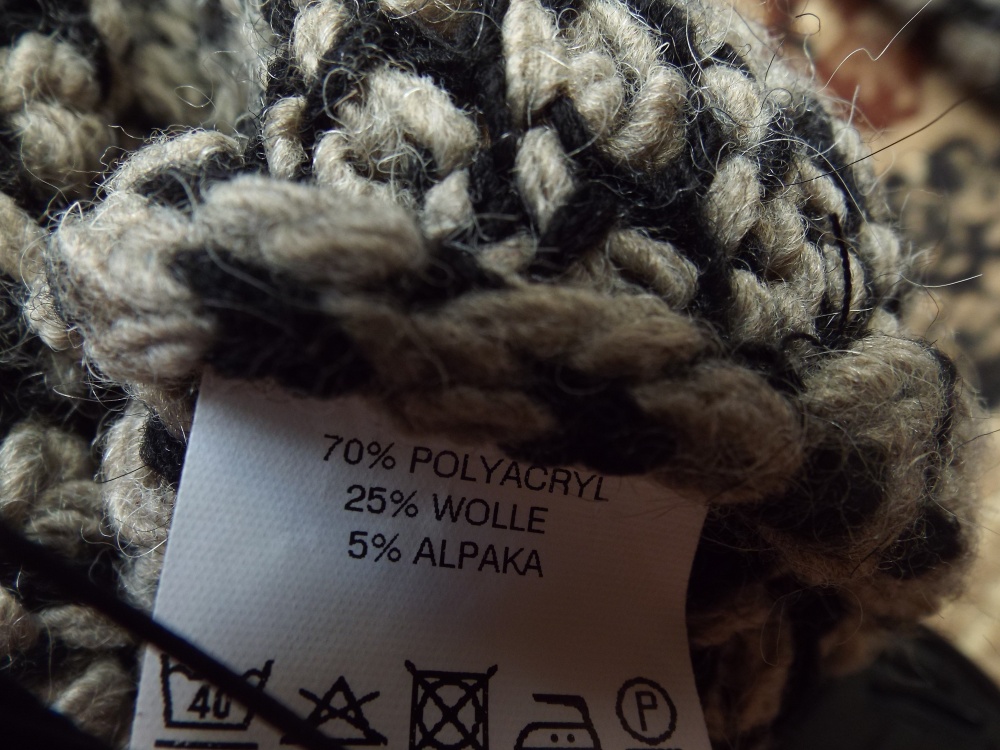 70% POLYACRYL
25% WOLLE
5% ALPAKA
40 P